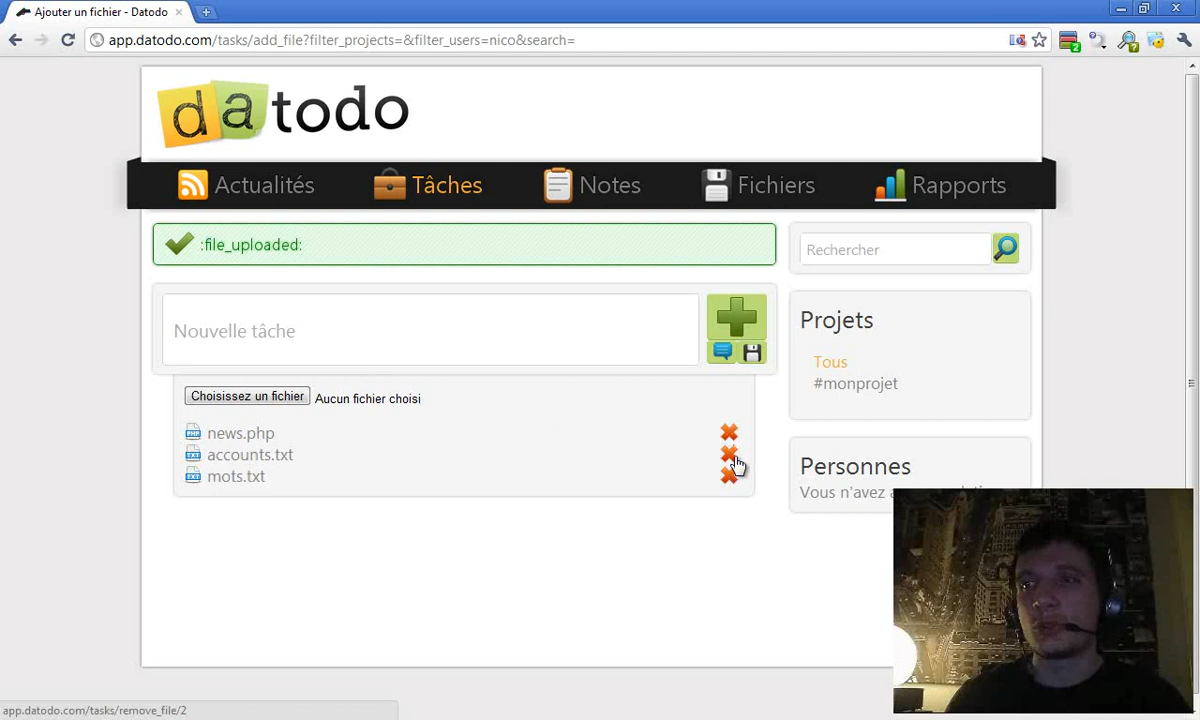 Ajouter un fichier - Datodo
app.datodo.com/tasks/add_file?filter_projects=&filter_users=nico&search=
2
datodo
Actualités Tâches Notes Fichiers Rapports
:file_uploaded:
Rechercher
Nouvelle tâche
Projets
Tous
#monprojet
Choisissez un fichier Aucun fichier choisi
news.php
accounts.txt
mots.txt
Personnes
Vous n'avez
app.datodo.com/tasks/remove_file/2